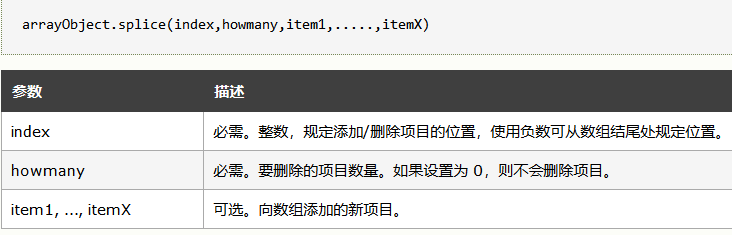 arrayObject.splice(index,howmany,item1,.....,itemX)
参数 描述
index 必需。整数，规定添加/删除项目的位置，使用负数可从数组结尾处规定位置。
howmany 必需。要删除的项目数量。如果设置为 0，则不会删除项目。
item1, ..., itemX 可选。向数组添加的新项目。